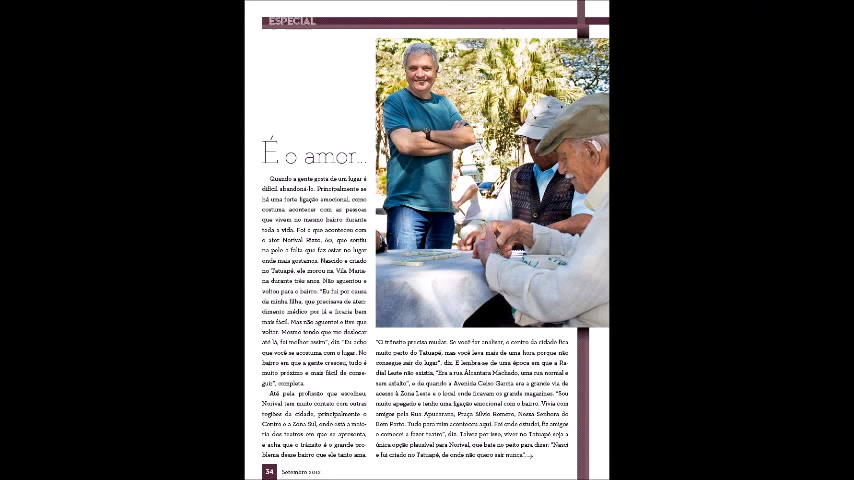 ESPECIAL
É o amor...
Quando a gente gosta de um lugar é
difícil abandoná-lo. Principalmente se
há uma forte ligação emocional, como
costuma acontecer com as pessoas
que vivem no mesmo bairro durante
toda a vida. Foi o que aconteceu com
o ator Norival Rizzo, 60, que sentiu
na pele a falta que faz estar no lugar
onde mais gostamos. Nascido e criado
no Tatuapé, ele morou na Vila Maria-
na durante três anos. Não aguentou e
voltou para o bairro. "Eu fui por causa
da minha filha, que precisava de aten-
dimento médico por lá e ficaria bem
mais fácil. Mas não aguentei e tive que
voltar. Mesmo tendo que me deslocar
até lá, foi melhor assim", diz. "Eu acho
que você se acostuma com o lugar. No
bairro em que a gente cresceu, tudo é
muito próximo e mais fácil de conse-
guir", completa.
Até pela profissão que escolheu,
Norival tem muito contato com outras
regiões da cidade, principalmente o
Centro e a Zona Sul, onde está a maio-
ria dos teatros em que se apresenta,
e acha que o trânsito é o grande pro-
blema desse bairro que ele tanto ama.
"O trânsito precisa mudar. Se você for analisar, o centro da cidade fica
muito perto do Tatuapé, mas você leva mais de uma hora porque não
consegue sair do lugar", diz. E lembra-se de uma época em que a Ra-
dial Leste não existia, "Era a rua Álcantara Machado, uma rua normal e
sem asfalto", e de quando a Avenida Celso Garcia era a grande via de
acesso à Zona Leste e o local onde ficavam os grande magazines. "Sou
muito apegado e tenho uma ligação emocional com o bairro. Vivia com
amigos pela Rua Apucarana, Praça Sílvio Romero, Nossa Senhora do
Bom Parto. Tudo para mim aconteceu aqui. Foi onde estudei, fiz amigos
e comecei a fazer teatro", diz. Talvez por isso, viver no Tatuapé seja a
única opção plausível para Norival, que bate no peito para dizer: "Nasci
e fui criado no Tatuapé, de onde não quero sair nunca".
34 Setembro 2012